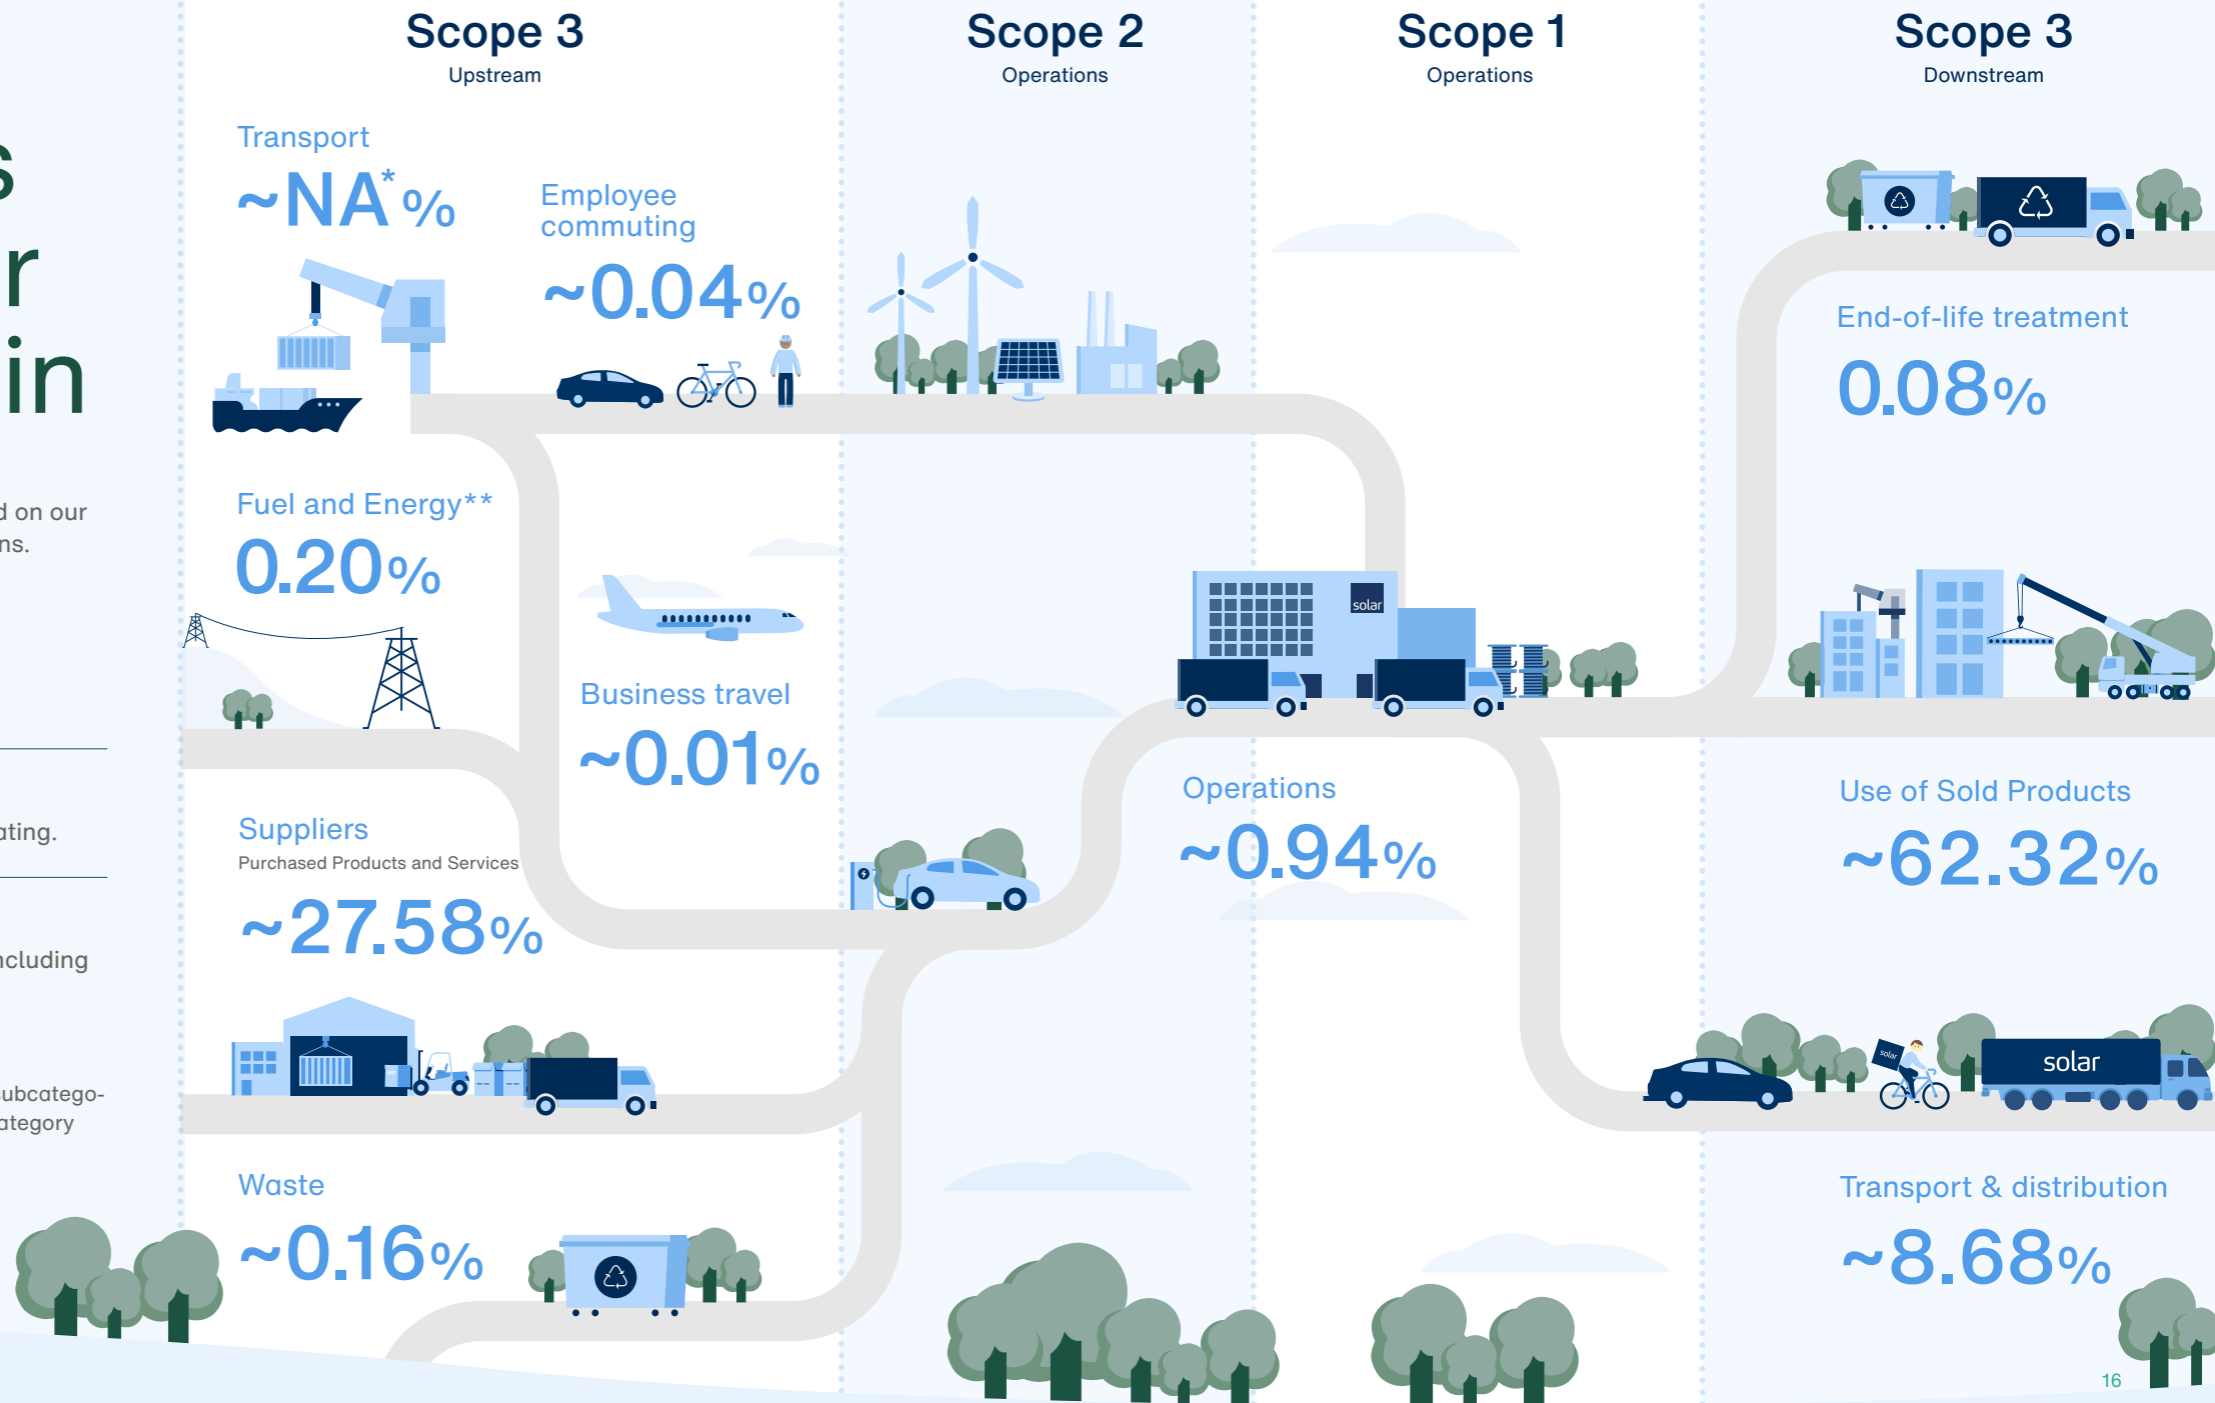 s
r
in
d on our
ns.
ating.
ncluding
ubcatego-
ategory
Scope 3
Upstream
Transport
~NA*%
Employee
commuting
~0.04%
Fuel and Energy**
0.20%
Business travel
~0.01%
Suppliers
Purchased Products and Services
~27.58%
Waste
~0.16%
Scope 2
Operations
Scope 1
Operations
solar
Operations
~0.94%
Scope 3
Downstream
End-of-life treatment
0.08%
Use of Sold Products
~62.32%
solar
solar
Transport & distribution
~8.68%
16